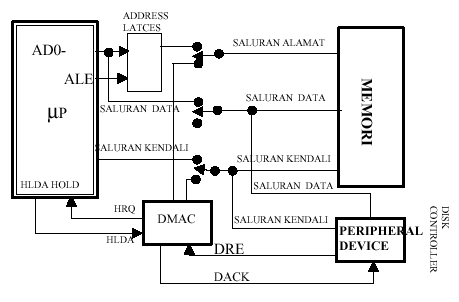 ADDRESS
LATCES
AD0-
ALE
µP
HLDA HOLD
SALURAN ALAMAT
SALURAN DATA
SALURAN DATA
SALURAN KENDALI
SALURAN KENDALI
SALURAN DATA
SALURAN KENDALI
MEMORI
HRQ
HLDA
DMAC
DRE
DACK
PERIPHERAL
DEVICE
DISK
CONTROLLER